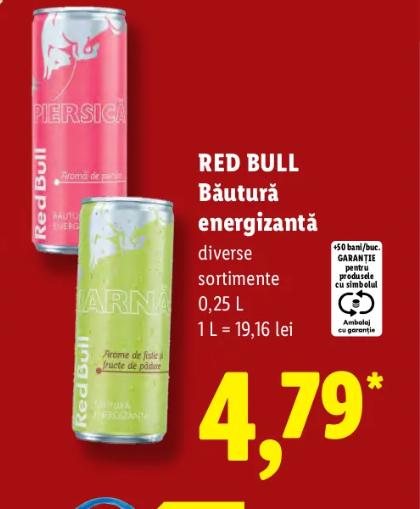 PIERSICĂ
Red Bull
Aromă de piersică
BĂUTU
ENERG
IARNĂ
Red Bull
Arome de fistic și
fructe de pădure
BĂUTURĂ
ENERGIZANTĂ
RED BULL
Băutură
energizantă
diverse
sortimente
0,25 L
1 L = 19,16 lei
+50 bani/buc.
GARANȚIE
pentru
produsele
cu simbolul
Ambalaj
cu garanție
4,79*